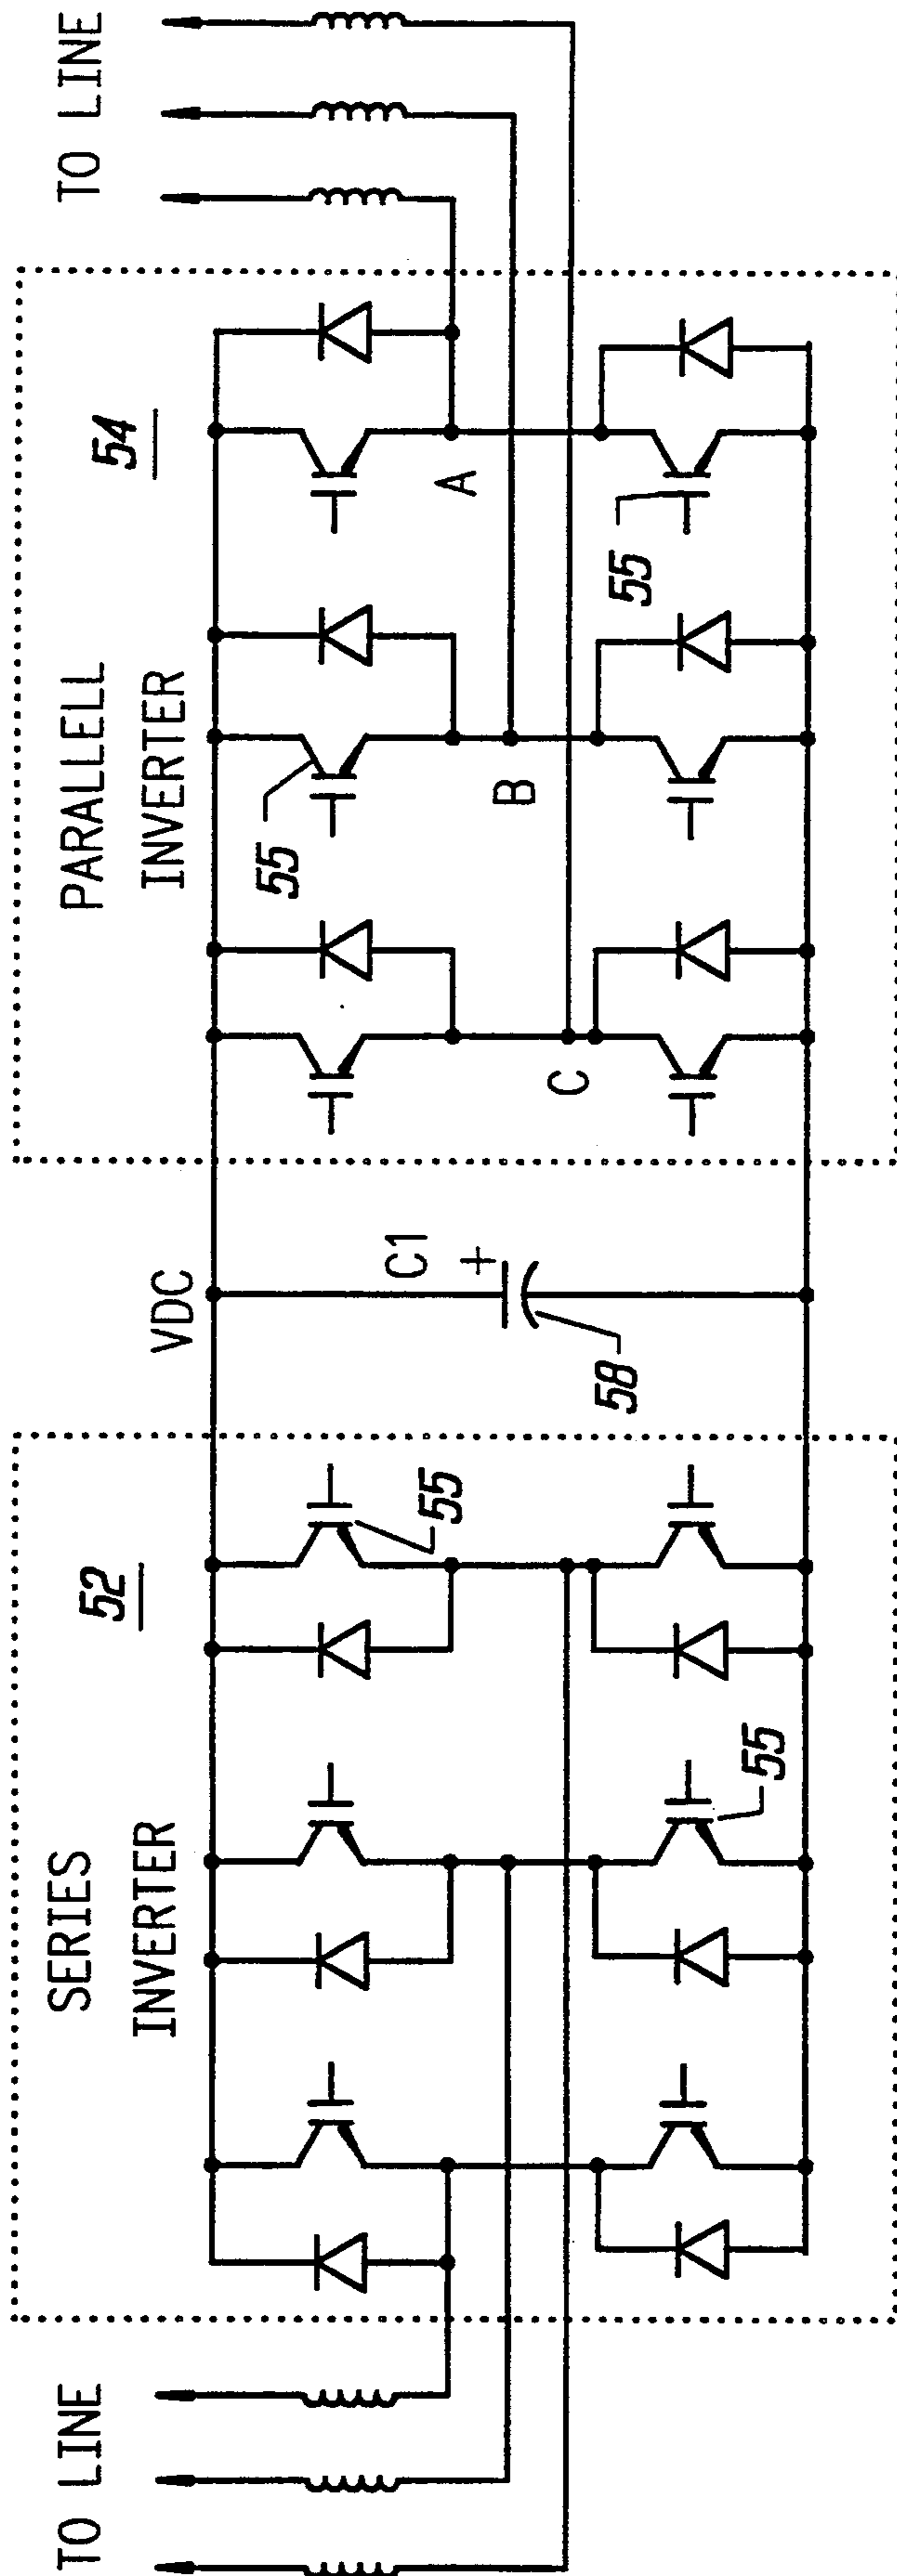 TO LINE
SERIES
INVERTER
52
55
55
VDC
C1
+
58
PARALLELL
INVERTER
54
55
55
A
B
C
TO LINE